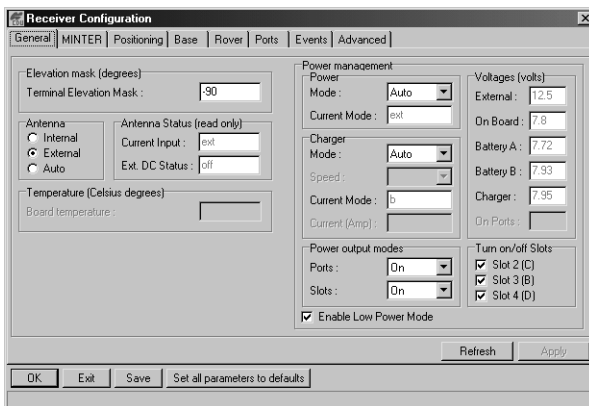 Receiver Configuration
General MINTER Positioning Base Rover Ports Events Advanced
Elevation mask (degrees)
Terminal Elevation Mask : -90
Antenna
Internal
External
Auto
Antenna Status (read only)
Current Input : ext
Ext. DC Status : off
Temperature (Celsius degrees)
Board temperature :
Power management
Power
Mode : Auto
Current Mode : ext
Charger
Mode : Auto
Speed :
Current Mode : b
Current (Amp) :
Power output modes
Ports : On
Slots : On
Enable Low Power Mode
Voltages (volts)
External : 12.5
On Board : 7.8
Battery A : 7.72
Battery B : 7.93
Charger : 7.95
On Ports :
Turn on/off Slots
Slot 2 (C)
Slot 3 (B)
Slot 4 (D)
Refresh Apply
OK Exit Save Set all parameters to defaults